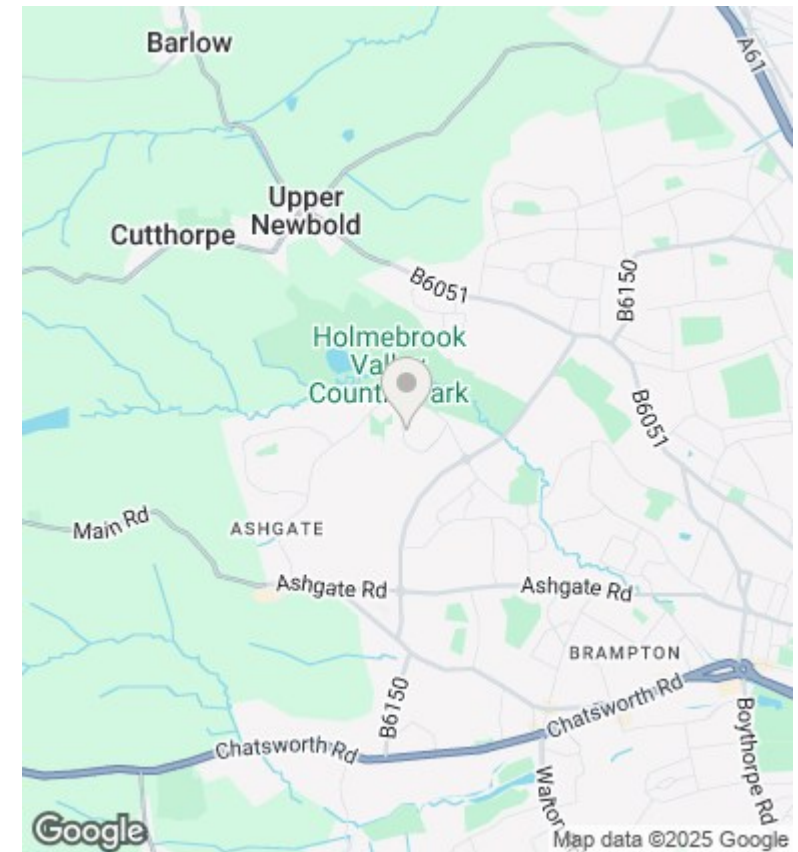 Barlow
A61
Upper
Newbold
Cutthorpe
B6051
B6150
Holmebrook
Valley
Country Park
B6051
Main Rd
ASHGATE
Ashgate Rd
Ashgate Rd
BRAMPTON
B6150
Chatsworth Rd
Chatsworth Rd
Boythorpe Rd
Walton
Google
Map data ©2025 Google